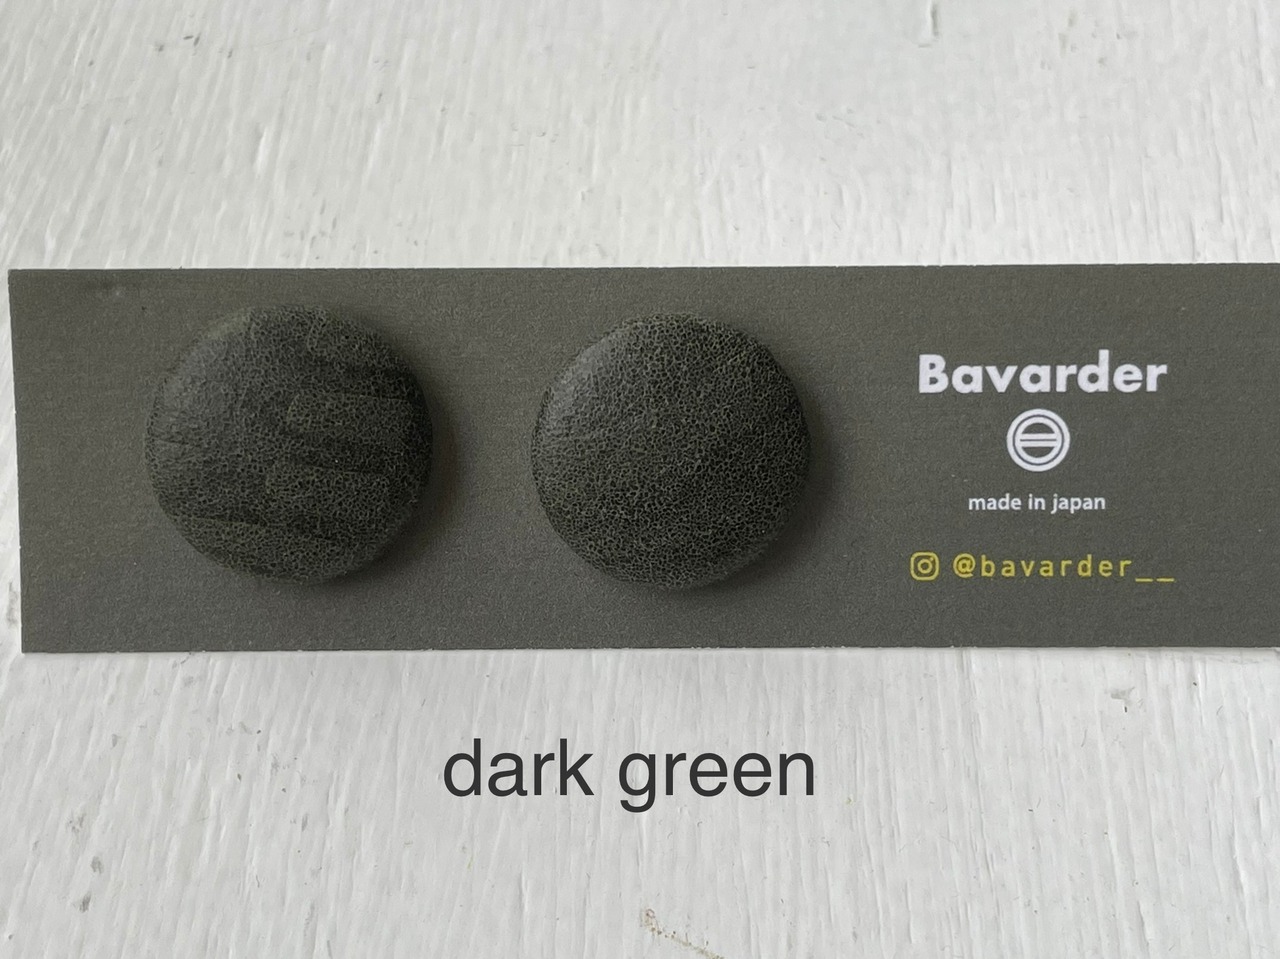 Bavarder
made in japan
@bavarder__
dark green